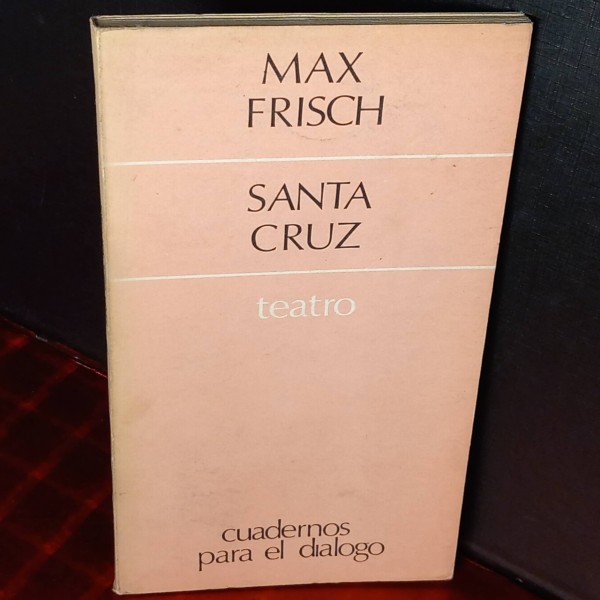 MAX
FRISCH
SANTA
CRUZ
teatro
cuadernos
para el dialogo